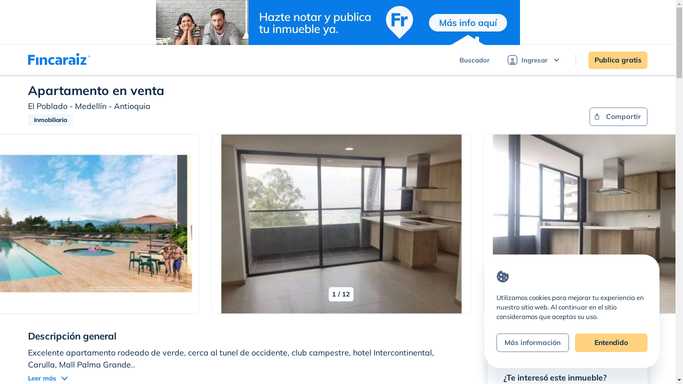 Hazte notar y publica
tu inmueble ya.
Fr
Más info aquí
Fincaraiz
Buscador
Ingresar
Publica gratis
Apartamento en venta
El Poblado - Medellín - Antioquia
Inmobiliaria
Compartir
1 / 12
Utilizamos cookies para mejorar tu experiencia en
nuestro sitio web. Al continuar en el sitio
consideramos que aceptas su uso.
Más información
Entendido
Descripción general
Excelente apartamento rodeado de verde, cerca al tunel de occidente, club campestre, hotel Intercontinental,
Carulla, Mall Palma Grande..
Leer más
¿Te interesó este inmueble?